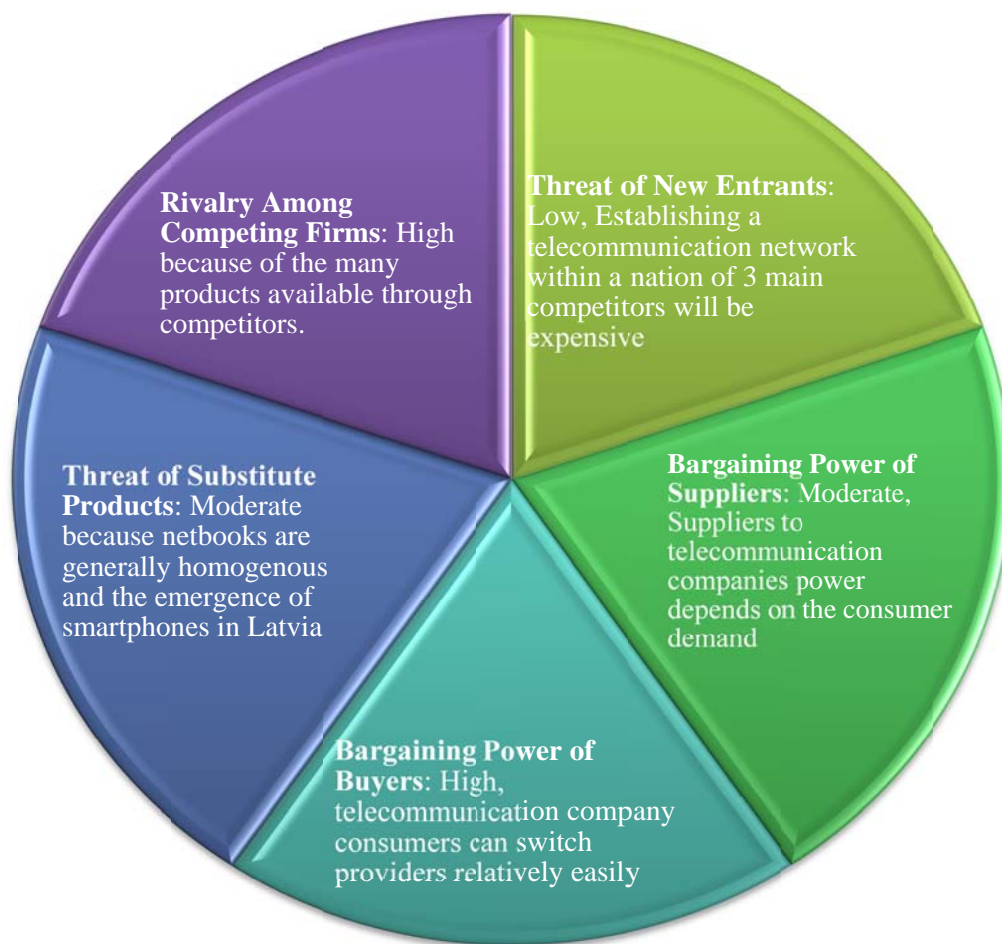 Rivalry Among
Competing Firms: High
because of the many
products available through
competitors.
Threat of New Entrants:
Low, Establishing a
telecommunication network
within a nation of 3 main
competitors will be
expensive
Bargaining Power of
Suppliers: Moderate,
Suppliers to
telecommunication
companies power
depends on the consumer
demand
Bargaining Power of
Buyers: High,
telecommunication company
consumers can switch
providers relatively easily
Threat of Substitute
Products: Moderate
because netbooks are
generally homogenous
and the emergence of
smartphones in Latvia